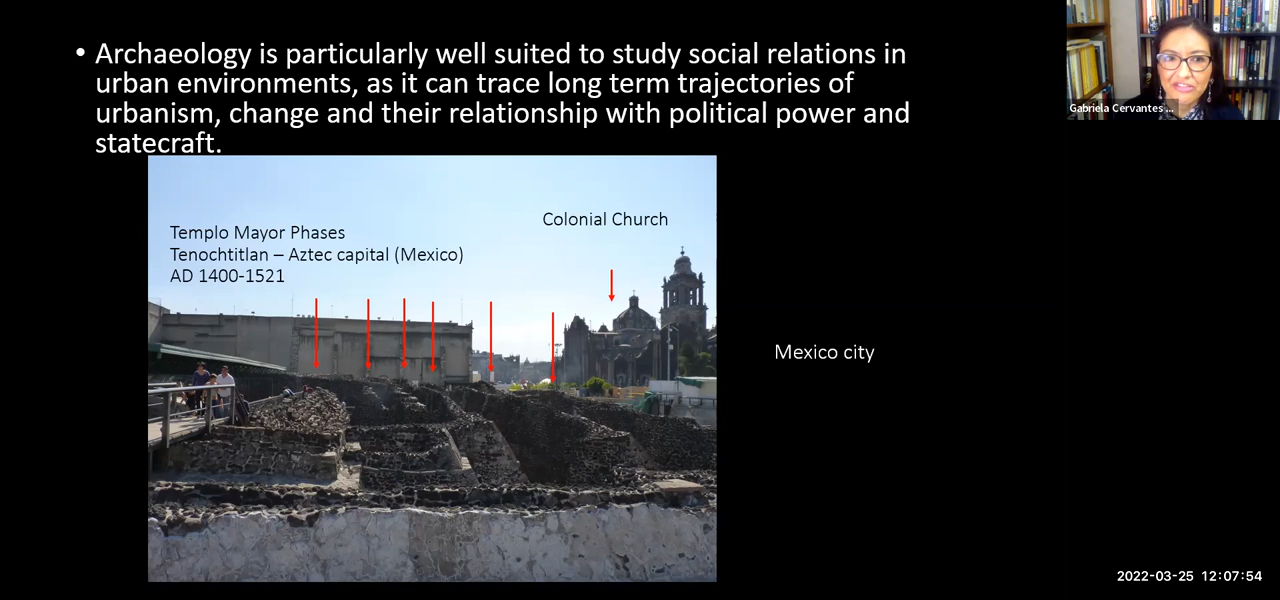 • Archaeology is particularly well suited to study social relations in
urban environments, as it can trace long term trajectories of
urbanism, change and their relationship with political power and
statecraft.
Gabriela Cervantes ...
Colonial Church
Templo Mayor Phases
Tenochtitlan – Aztec capital (Mexico)
AD 1400-1521
Mexico city
2022-03-25 12:07:54